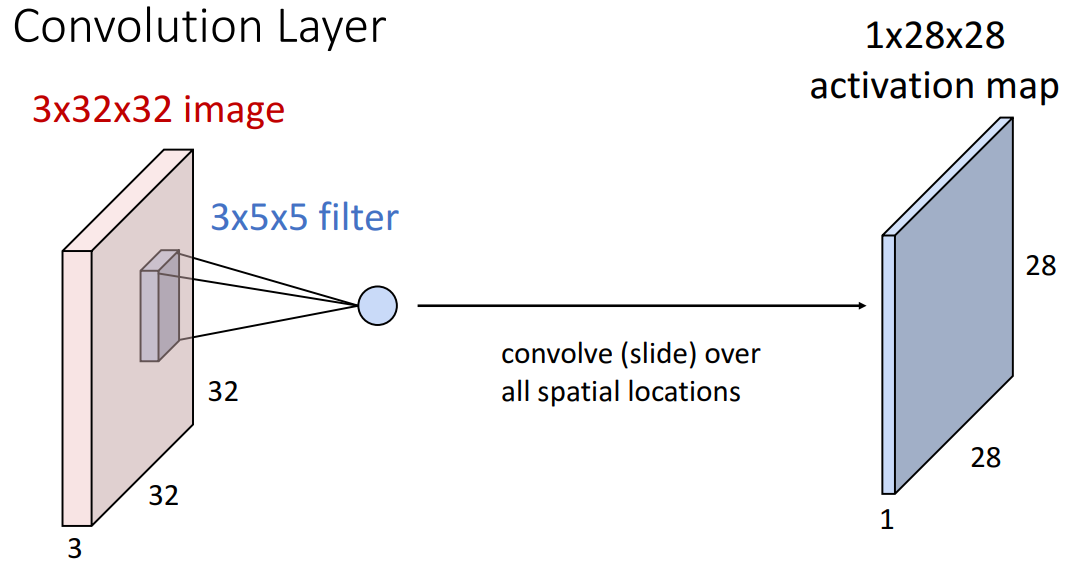 Convolution Layer
1x28x28
activation map
3x32x32 image
3x5x5 filter
28
convolve (slide) over
all spatial locations
32
28
32
1
3